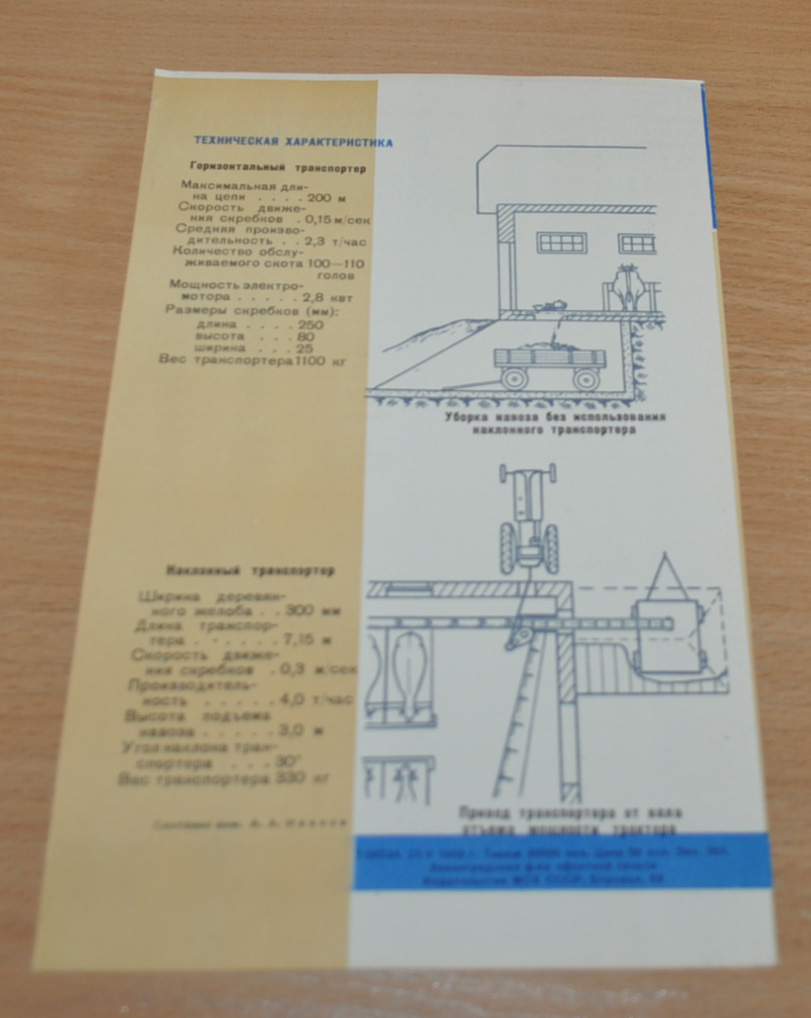 ТЕХНИЧЕСКАЯ ХАРАКТЕРИСТИКА
Горизонтальный транспортер
Максимальная дли-
на цепи . . . . 200 м
Скорость движе-
ния скребков . 0,15 м/сек
Средняя произво-
дительность . . 2,3 т/час
Количество обслу-
живаемого скота 100—110
голов
Мощность электро-
мотора . . . . . 2,8 квт
Размеры скребков (мм):
длина . . . . 250
высота . . . 80
ширина . . . 25
Вес транспортера 1100 кг
Наклонный транспортер
Ширина деревян-
ного желоба . . 300 мм
Длина транспор-
тера . . . . . . 7,15 м
Скорость движе-
ния скребков . 0,3 м/сек
Производитель-
ность . . . . . 4,0 т/час
Высота подъема
навоза . . . . . . 3,0 м
Угол наклона тран-
спортера . . . 30°
Вес транспортера 330 кг
Уборка навоза без использования
наклонного транспортера
Привод транспортера от вала
отъема мощности трактора